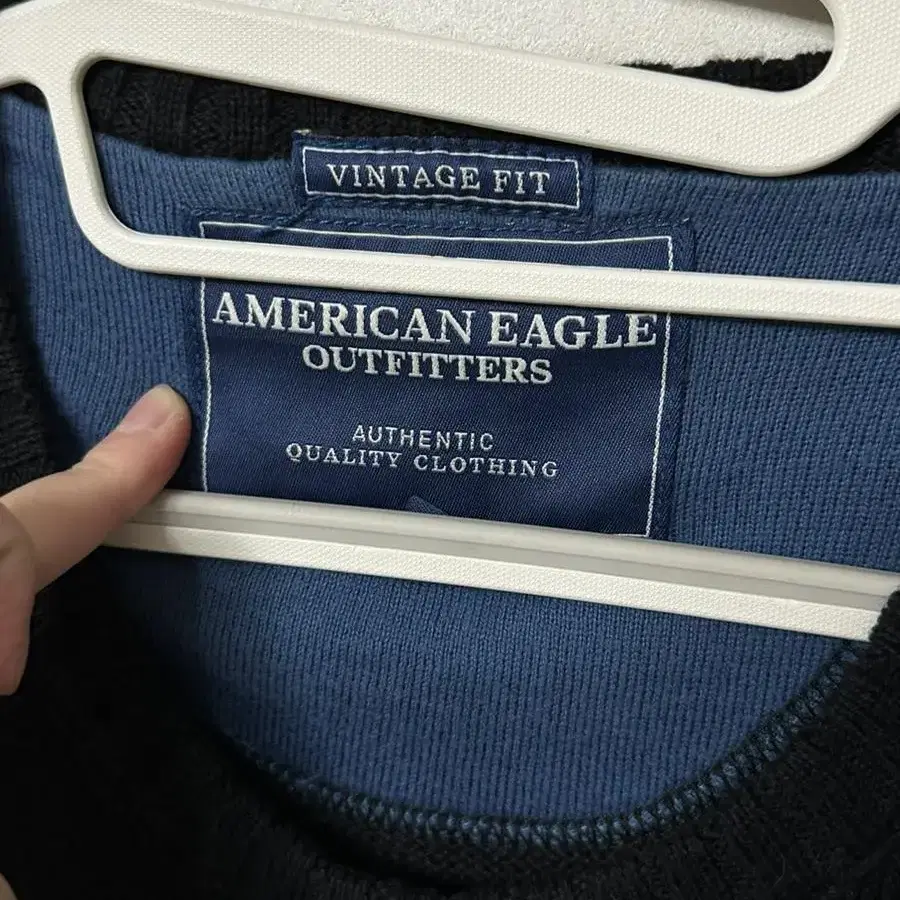 VINTAGE FIT
AMERICAN EAGLE
OUTFITTERS
AUTHENTIC
QUALITY CLOTHING